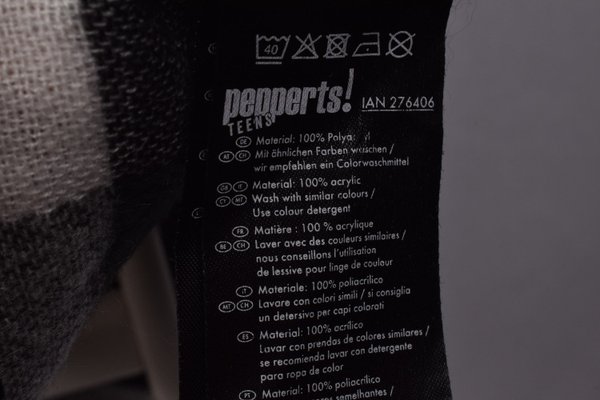 40
pepperts!
TEENS
IAN 276406
DE Material: 100%
AT CH Mit ähnlichen Farben waschen /
wir empfehlen ein Colorwaschmittel
GB IE Material: 100% acrylic
CY MT Wash with similar colours /
Use colour detergent
FR Matière : 100 % acrylique
BE CH Laver avec des couleurs similaires /
nous conseillons l'utilisation
de lessive pour linge de couleur
IT Materiale: 100% poliacrilico
MT CH Lavare con colori simili / si consiglia
un detersivo per capi colorati
ES Material: 100% acrílico
Lavar con prendas de colores similares /
se recomienda lavar con detergente
para ropa de color
PT Material: 100% poliacrílico
cores semelhantes /